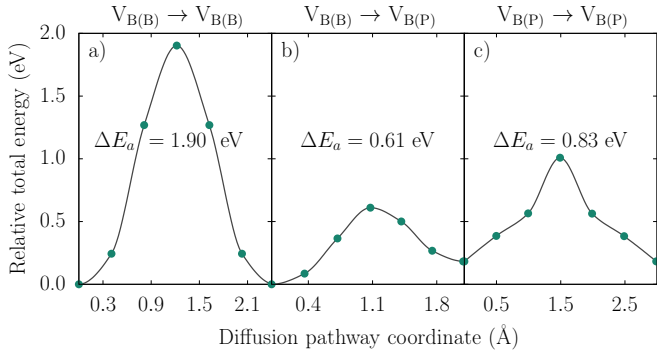 V_B(B) → V_B(B)
V_B(B) → V_B(P)
V_B(P) → V_B(P)
a)
b)
c)
ΔE_a = 1.90 eV
ΔE_a = 0.61 eV
ΔE_a = 0.83 eV
Relative total energy (eV)
2.0
1.5
1.0
0.5
0.0
0.3 0.9 1.5 2.1
0.4 1.1 1.8
0.5 1.5 2.5
Diffusion pathway coordinate (Å)